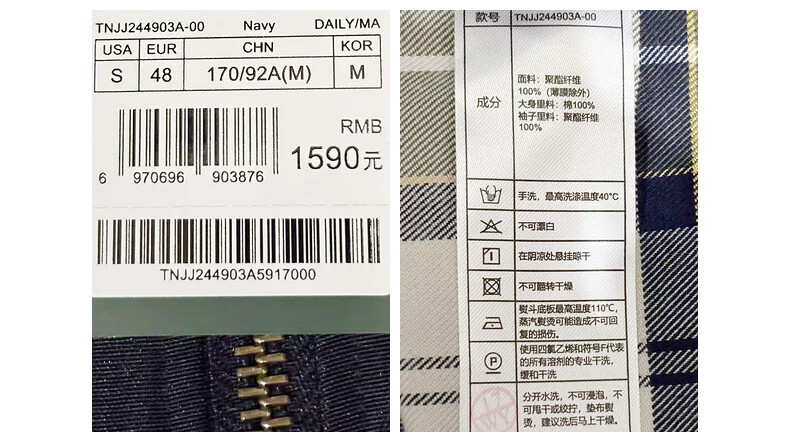 TNJJ244903A-00 Navy DAILY/MA
USA EUR CHN KOR
S 48 170/92A(M) M
RMB
1590元
6 970696 903876
TNJJ244903A5917000
款号 TNJJ244903A-00
成分
面料：聚酯纤维
100%（薄膜除外）
大身里料：棉100%
袖子里料：聚酯纤维
100%
手洗，最高洗涤温度40°C
不可漂白
在阴凉处悬挂晾干
不可翻转干燥
熨斗底板最高温度110℃，
蒸汽熨烫可能造成不可回
复的损伤。
使用四氯乙烯和符号F代表
的所有溶剂的专业干洗，
缓和干洗
分开水洗，不可浸泡，不
可甩干或绞拧，垫布熨
烫，建议洗后马上干燥。